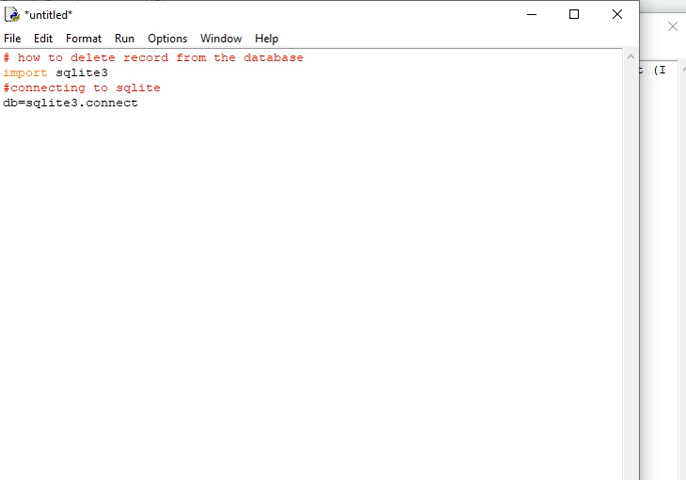 *untitled*
File Edit Format Run Options Window Help
# how to delete record from the database
import sqlite3
#connecting to sqlite
db=sqlite3.connect
(I